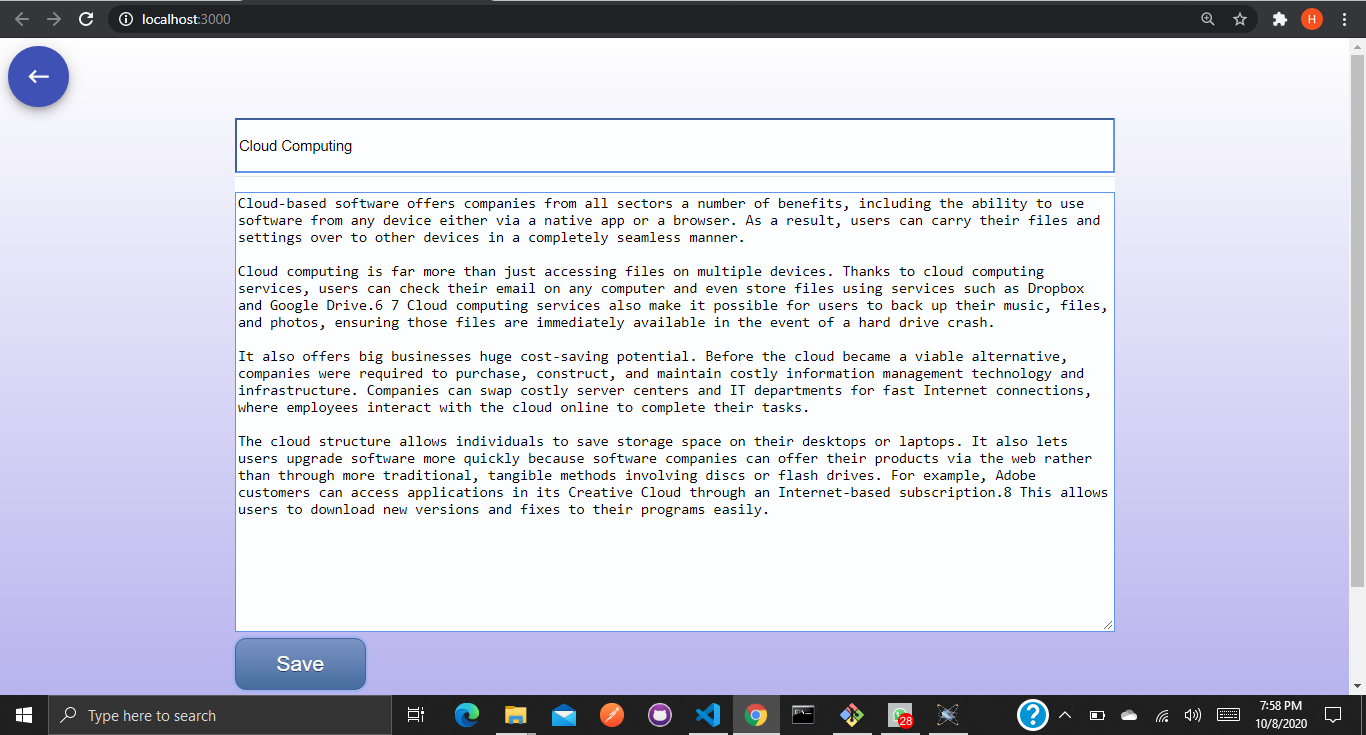 localhost:3000
H
Cloud Computing
Cloud-based software offers companies from all sectors a number of benefits, including the ability to use
software from any device either via a native app or a browser. As a result, users can carry their files and
settings over to other devices in a completely seamless manner.
Cloud computing is far more than just accessing files on multiple devices. Thanks to cloud computing
services, users can check their email on any computer and even store files using services such as Dropbox
and Google Drive.6 7 Cloud computing services also make it possible for users to back up their music, files,
and photos, ensuring those files are immediately available in the event of a hard drive crash.
It also offers big businesses huge cost-saving potential. Before the cloud became a viable alternative,
companies were required to purchase, construct, and maintain costly information management technology and
infrastructure. Companies can swap costly server centers and IT departments for fast Internet connections,
where employees interact with the cloud online to complete their tasks.
The cloud structure allows individuals to save storage space on their desktops or laptops. It also lets
users upgrade software more quickly because software companies can offer their products via the web rather
than through more traditional, tangible methods involving discs or flash drives. For example, Adobe
customers can access applications in its Creative Cloud through an Internet-based subscription.8 This allows
users to download new versions and fixes to their programs easily.
Save
Type here to search
28
?
7:58 PM
10/8/2020